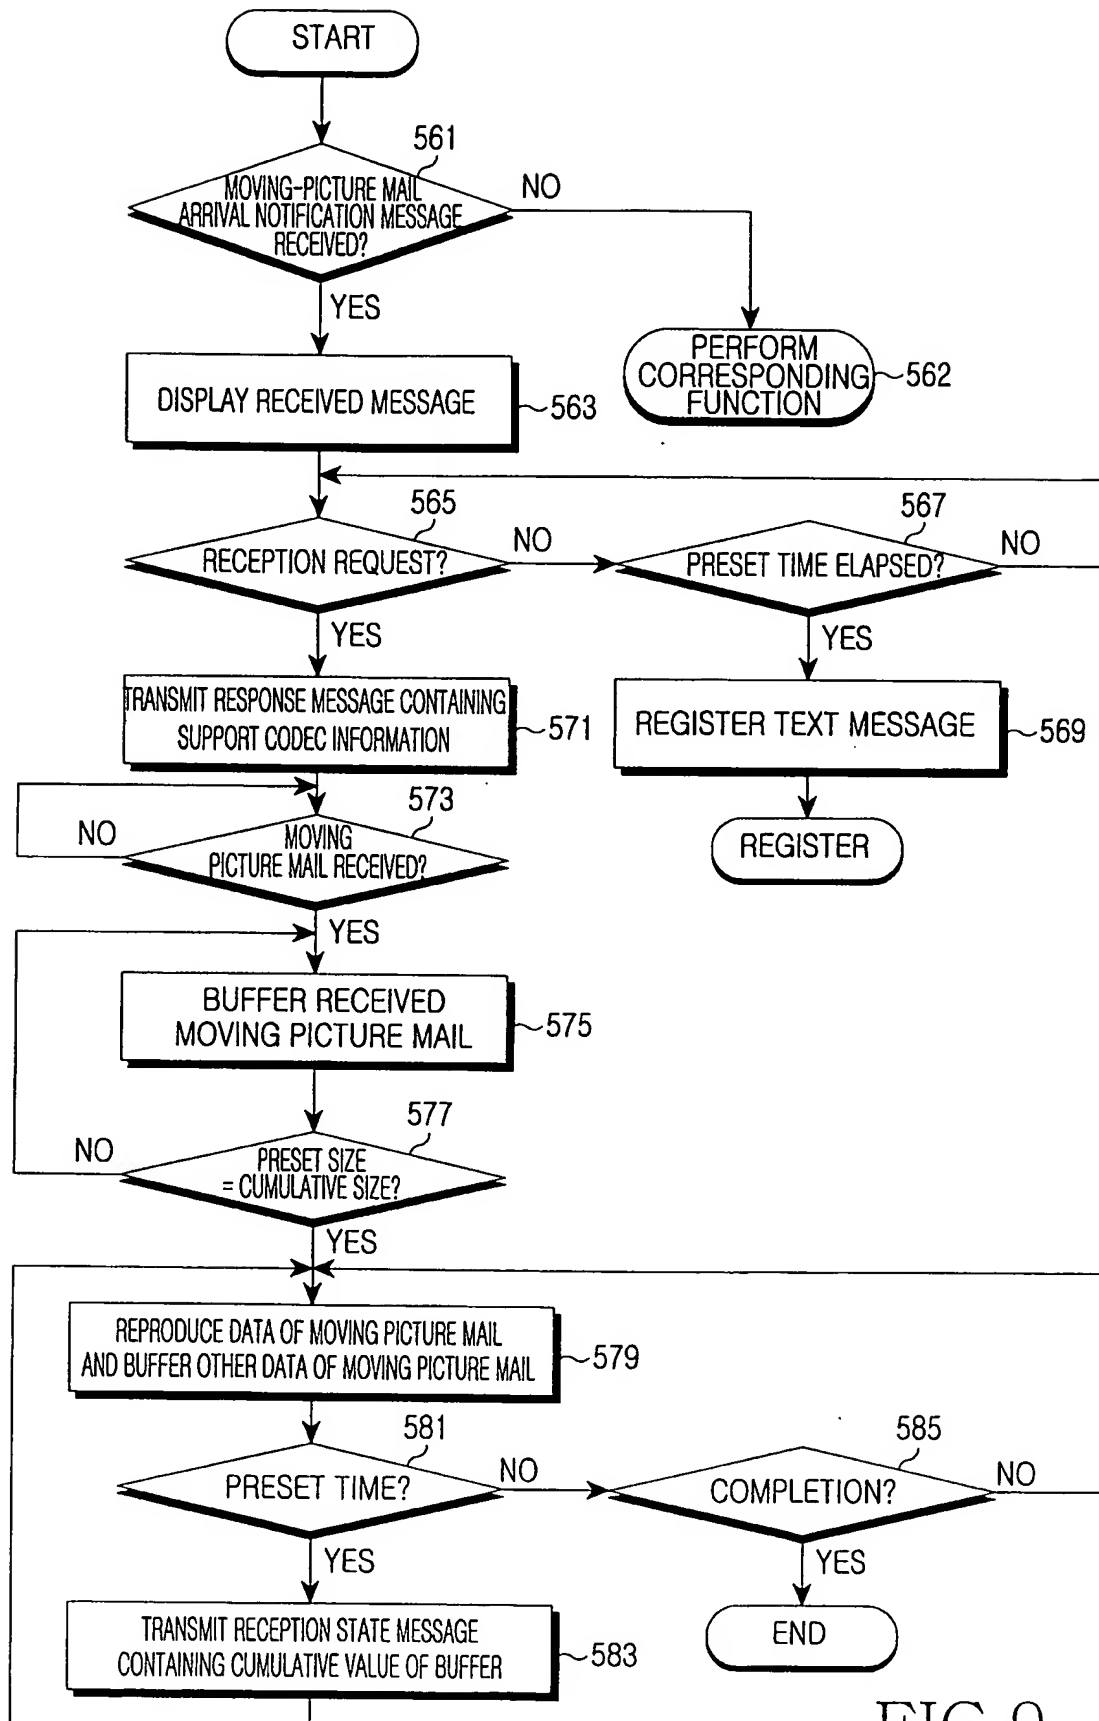 START
561
MOVING-PICTURE MAIL
ARRIVAL NOTIFICATION MESSAGE
RECEIVED?
NO
YES
PERFORM
CORRESPONDING
FUNCTION
562
DISPLAY RECEIVED MESSAGE
563
565
RECEPTION REQUEST?
NO
567
PRESET TIME ELAPSED?
NO
YES
YES
TRANSMIT RESPONSE MESSAGE CONTAINING
SUPPORT CODEC INFORMATION
571
REGISTER TEXT MESSAGE
569
573
MOVING
PICTURE MAIL RECEIVED?
NO
REGISTER
YES
BUFFER RECEIVED
MOVING PICTURE MAIL
575
577
PRESET SIZE
= CUMULATIVE SIZE?
NO
YES
REPRODUCE DATA OF MOVING PICTURE MAIL
AND BUFFER OTHER DATA OF MOVING PICTURE MAIL
579
581
PRESET TIME?
NO
585
COMPLETION?
NO
YES
YES
TRANSMIT RECEPTION STATE MESSAGE
CONTAINING CUMULATIVE VALUE OF BUFFER
583
END
FIG.9